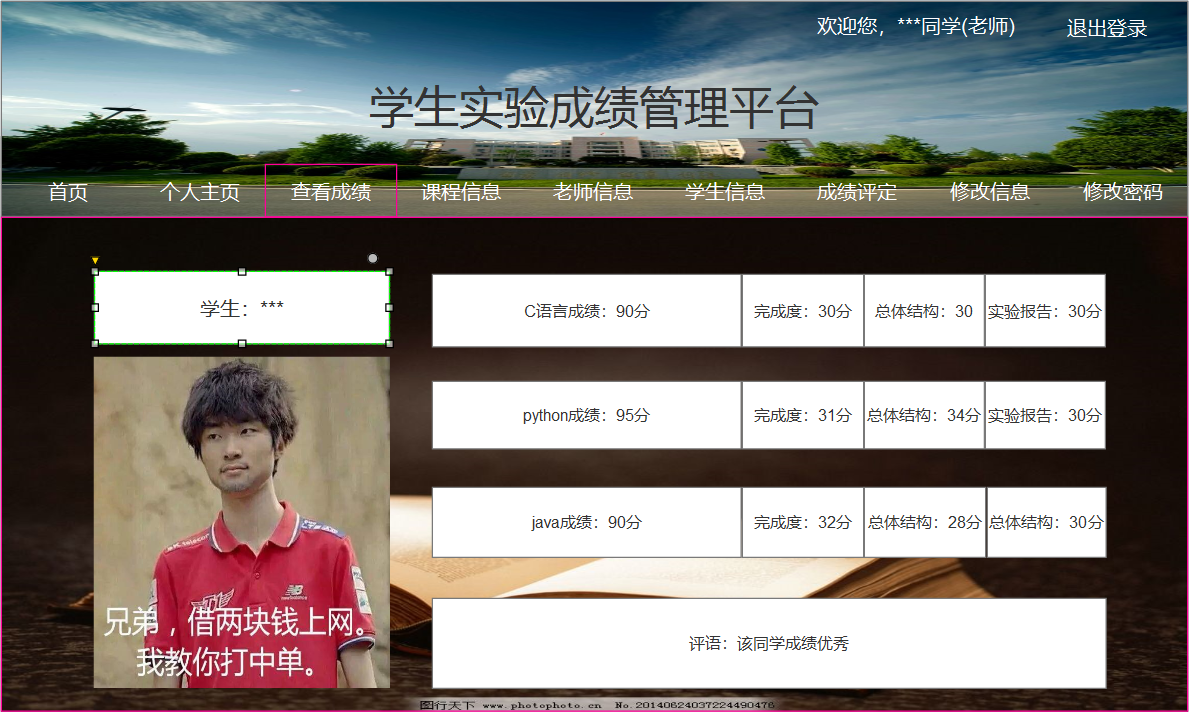 欢迎您，***同学(老师) 退出登录
学生实验成绩管理平台
首页 个人主页 查看成绩 课程信息 老师信息 学生信息 成绩评定 修改信息 修改密码
学生：***
C语言成绩：90分 完成度：30分 总体结构：30 实验报告：30分
python成绩：95分 完成度：31分 总体结构：34分 实验报告：30分
java成绩：90分 完成度：32分 总体结构：28分 总体结构：30分
兄弟，借两块钱上网。
我教你打中单。
评语：该同学成绩优秀
图行天下 www.photophoto.cn No.20140624037224490476